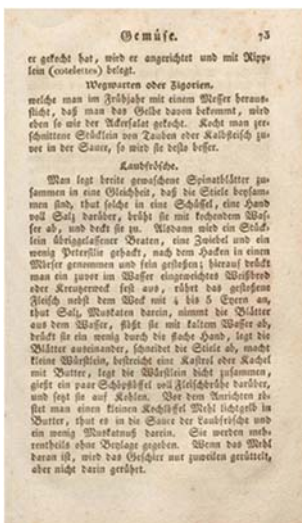 Gemüse. 73
er gekocht hat, wird er angerichtet und mit Ripp-
lein (coteletten) belegt.
Wegwarten oder Zigorien.
welche man im Frühjahr mit einem Messer heraus-
sticht, daß man das Gelbe davon bekommt, wird
eben so wie der Ackersalat gekocht. Kocht man zer-
schnittene Stücklein von Tauben oder Kalbfleisch zu-
vor in der Sauce, so wird sie desto besser.
Laubfrösche.
Man legt breite gewaschene Spinatblätter zu-
sammen in eine Gleichheit, daß die Stiele beysam-
men sind, thut solche in eine Schüssel, eine Hand
voll Salz darüber, brüht sie mit kochendem Was-
ser ab, und deckt sie zu. Alsdann wird ein Stück-
lein übriggelassener Braten, eine Zwiebel und ein
wenig Petersilie gehackt, nach dem Hacken in einem
Mörser genommen und fein gestoßen; hierauf drückt
man ein zuvor im Wasser eingeweichtes Weißbrod
oder Kreuzerweck fest aus, rührt das gestoßene
Fleisch nebst dem Weck mit 4 bis 5 Eyern an,
thut Salz, Muskaten darein, nimmt die Blätter
aus dem Wasser, flößt sie mit kaltem Wasser ab,
drückt sie ein wenig durch die flache Hand, legt die
Blätter auseinander, schneidet die Stiele ab, macht
kleine Würstlein, bestreicht eine Kastrol oder Kachel
mit Butter, legt die Würstlein dicht zusammen,
gießt ein paar Schöpflöffel voll Fleischbrühe darüber,
und setzt sie auf Kohlen. Vor dem Anrichten rö-
stet man einen kleinen Kochlöffel Mehl lichtgelb in
Butter, thut es in die Sauce der Laubfrösche und
ein wenig Muskatnuß darein. Sie werden meh-
rentheils ohne Beylage gegeben. Wenn das Mehl
daran ist, wird das Geschirr nur zuweilen gerüttelt,
aber nicht darin gerührt.